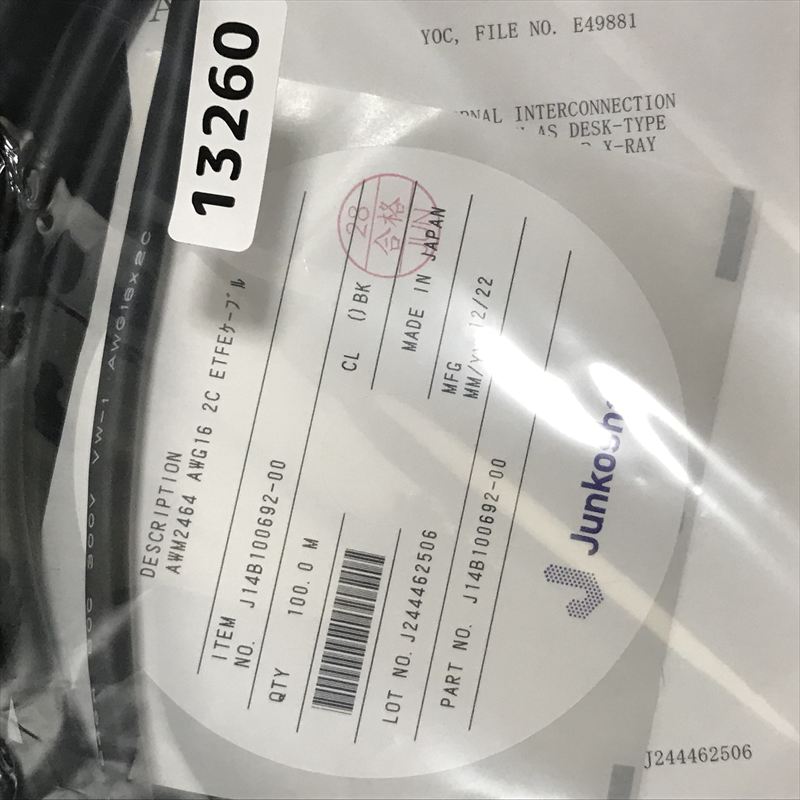 13260
YOC, FILE NO. E49881
INTERCONNECTION
AS DESK-TYPE
X-RAY
DESCRIPTION
AWM2464 AWG16 2C ETFEケーブル
ITEM NO. J14B100692-00
QTY 100.0 M
CL ()BK
LOT NO. J244462506
MADE IN JAPAN
PART NO. J14B100692-00
MFG
12/22
28
合格
JUN
Junkosha
J244462506
VW-1 AWG16X2C